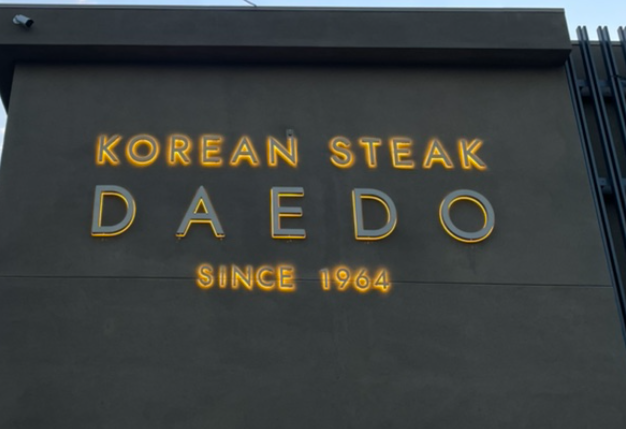 KOREAN STEAK
DAEDO
SINCE 1964